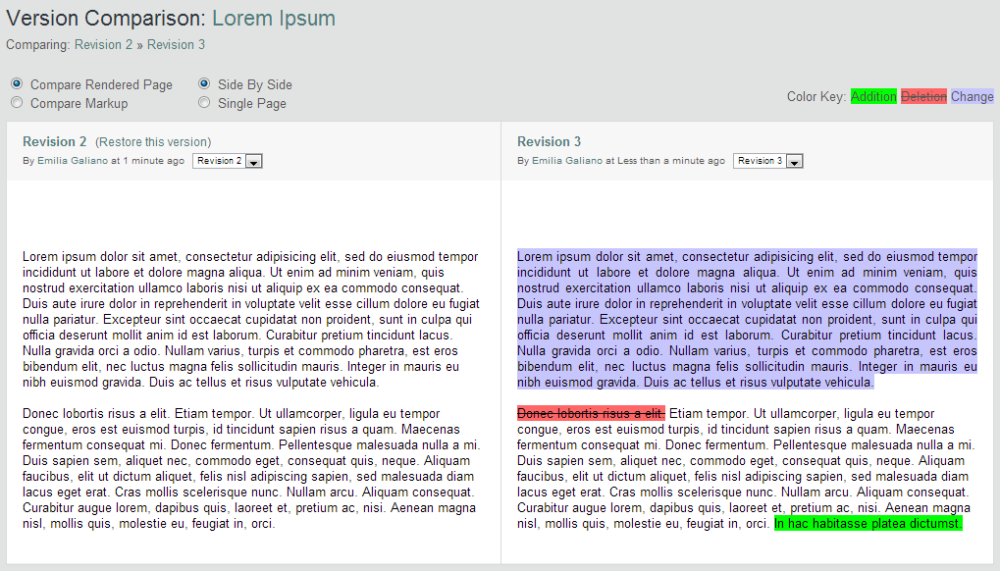 Version Comparison: Lorem Ipsum
Comparing: Revision 2 » Revision 3
Compare Rendered Page Side By Side
Compare Markup Single Page
Color Key: Addition Deletion Change
Revision 2 (Restore this version)
By Emilia Galiano at 1 minute ago Revision 2
Lorem ipsum dolor sit amet, consectetur adipisicing elit, sed do eiusmod tempor
incididunt ut labore et dolore magna aliqua. Ut enim ad minim veniam, quis
nostrud exercitation ullamco laboris nisi ut aliquip ex ea commodo consequat.
Duis aute irure dolor in reprehenderit in voluptate velit esse cillum dolore eu fugiat
nulla pariatur. Excepteur sint occaecat cupidatat non proident, sunt in culpa qui
officia deserunt mollit anim id est laborum. Curabitur pretium tincidunt lacus.
Nulla gravida orci a odio. Nullam varius, turpis et commodo pharetra, est eros
bibendum elit, nec luctus magna felis sollicitudin mauris. Integer in mauris eu
nibh euismod gravida. Duis ac tellus et risus vulputate vehicula.
Donec lobortis risus a elit. Etiam tempor. Ut ullamcorper, ligula eu tempor
congue, eros est euismod turpis, id tincidunt sapien risus a quam. Maecenas
fermentum consequat mi. Donec fermentum. Pellentesque malesuada nulla a mi.
Duis sapien sem, aliquet nec, commodo eget, consequat quis, neque. Aliquam
faucibus, elit ut dictum aliquet, felis nisl adipiscing sapien, sed malesuada diam
lacus eget erat. Cras mollis scelerisque nunc. Nullam arcu. Aliquam consequat.
Curabitur augue lorem, dapibus quis, laoreet et, pretium ac, nisi. Aenean magna
nisl, mollis quis, molestie eu, feugiat in, orci.
Revision 3
By Emilia Galiano at Less than a minute ago Revision 3
Lorem ipsum dolor sit amet, consectetur adipisicing elit, sed do eiusmod tempor
incididunt ut labore et dolore magna aliqua. Ut enim ad minim veniam, quis
nostrud exercitation ullamco laboris nisi ut aliquip ex ea commodo consequat.
Duis aute irure dolor in reprehenderit in voluptate velit esse cillum dolore eu fugiat
nulla pariatur. Excepteur sint occaecat cupidatat non proident, sunt in culpa qui
officia deserunt mollit anim id est laborum. Curabitur pretium tincidunt lacus.
Nulla gravida orci a odio. Nullam varius, turpis et commodo pharetra, est eros
bibendum elit, nec luctus magna felis sollicitudin mauris. Integer in mauris eu
nibh euismod gravida. Duis ac tellus et risus vulputate vehicula.
Donec lobortis risus a elit. Etiam tempor. Ut ullamcorper, ligula eu tempor
congue, eros est euismod turpis, id tincidunt sapien risus a quam. Maecenas
fermentum consequat mi. Donec fermentum. Pellentesque malesuada nulla a mi.
Duis sapien sem, aliquet nec, commodo eget, consequat quis, neque. Aliquam
faucibus, elit ut dictum aliquet, felis nisl adipiscing sapien, sed malesuada diam
lacus eget erat. Cras mollis scelerisque nunc. Nullam arcu. Aliquam consequat.
Curabitur augue lorem, dapibus quis, laoreet et, pretium ac, nisi. Aenean magna
nisl, mollis quis, molestie eu, feugiat in, orci. In hac habitasse platea dictumst.